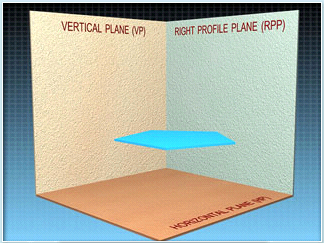 VERTICAL PLANE (VP)
RIGHT PROFILE PLANE (RPP)
HORIZONTAL PLANE (HP)